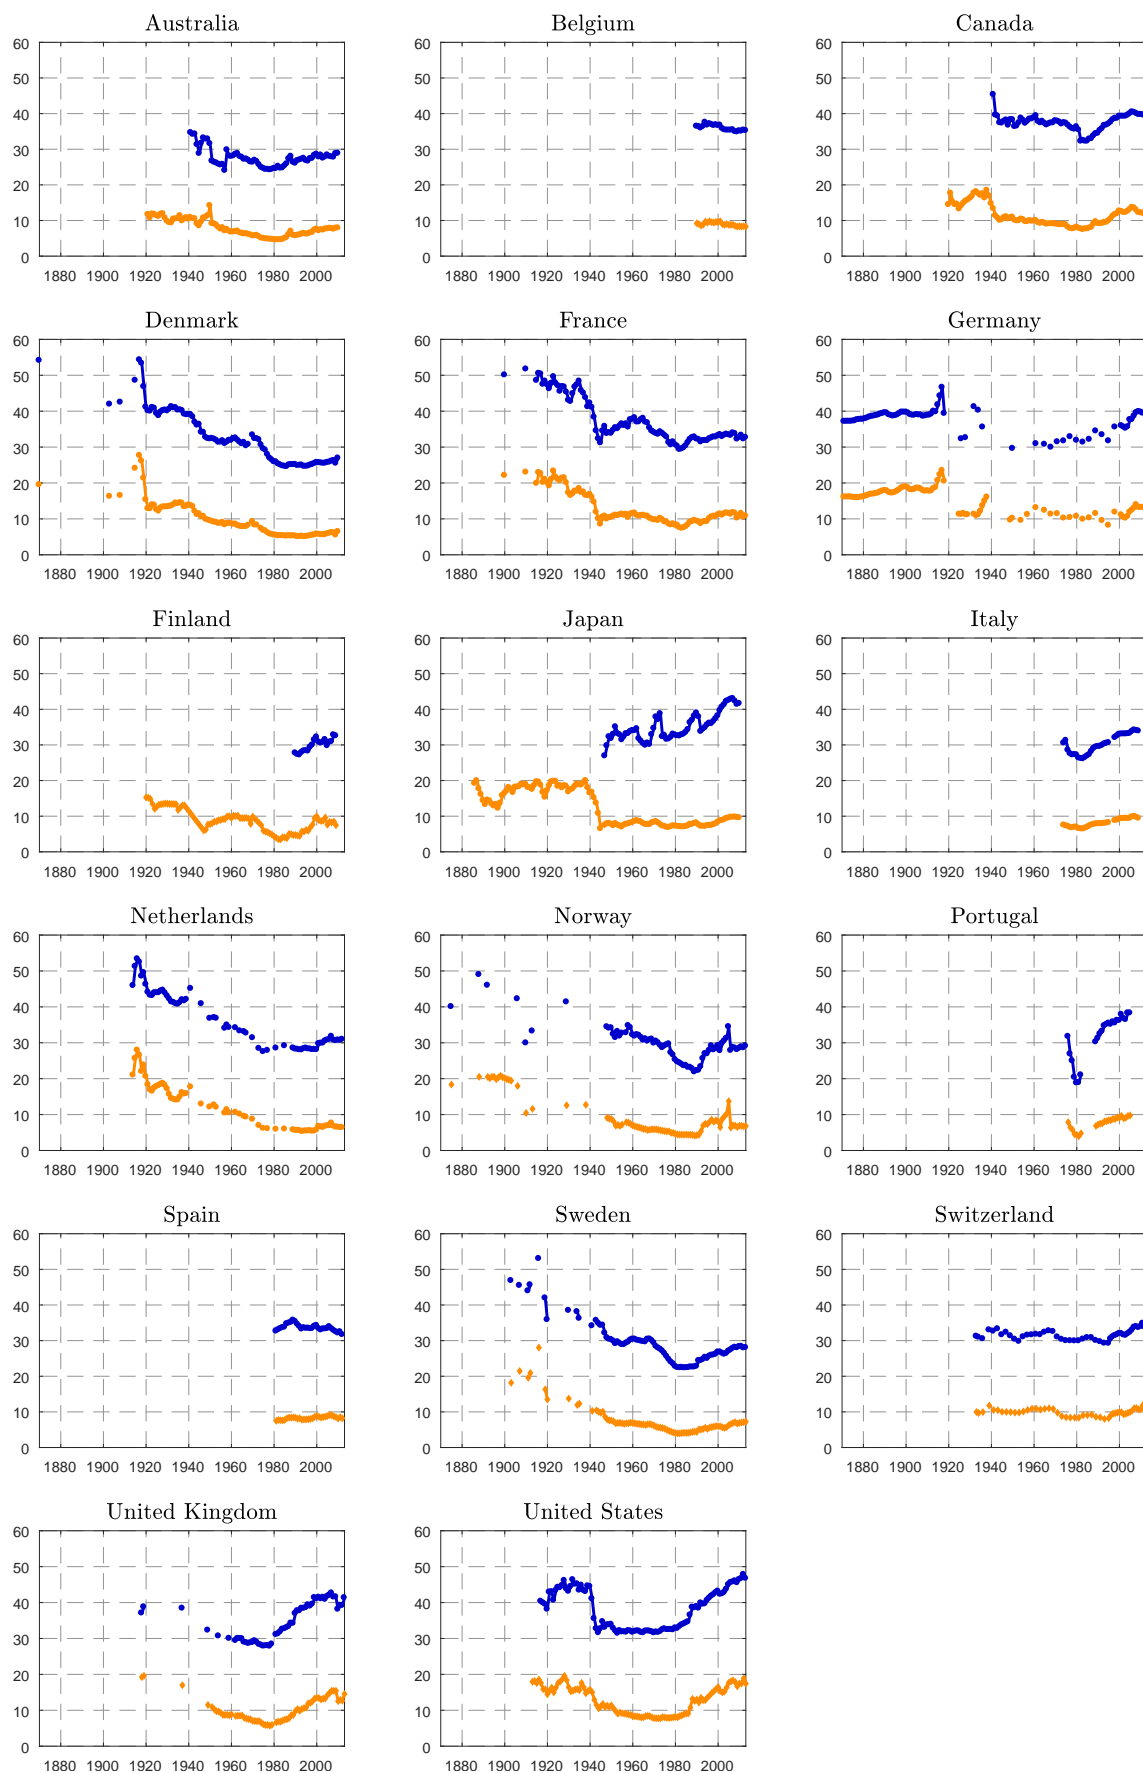 Australia Belgium Canada
60 60 60
50 50 50
40 40 40
30 30 30
20 20 20
10 10 10
0 0 0
1880 1900 1920 1940 1960 1980 2000 1880 1900 1920 1940 1960 1980 2000 1880 1900 1920 1940 1960 1980 2000
Denmark France Germany
60 60 60
50 50 50
40 40 40
30 30 30
20 20 20
10 10 10
0 0 0
1880 1900 1920 1940 1960 1980 2000 1880 1900 1920 1940 1960 1980 2000 1880 1900 1920 1940 1960 1980 2000
Finland Japan Italy
60 60 60
50 50 50
40 40 40
30 30 30
20 20 20
10 10 10
0 0 0
1880 1900 1920 1940 1960 1980 2000 1880 1900 1920 1940 1960 1980 2000 1880 1900 1920 1940 1960 1980 2000
Netherlands Norway Portugal
60 60 60
50 50 50
40 40 40
30 30 30
20 20 20
10 10 10
0 0 0
1880 1900 1920 1940 1960 1980 2000 1880 1900 1920 1940 1960 1980 2000 1880 1900 1920 1940 1960 1980 2000
Spain Sweden Switzerland
60 60 60
50 50 50
40 40 40
30 30 30
20 20 20
10 10 10
0 0 0
1880 1900 1920 1940 1960 1980 2000 1880 1900 1920 1940 1960 1980 2000 1880 1900 1920 1940 1960 1980 2000
United Kingdom United States
60 60
50 50
40 40
30 30
20 20
10 10
0 0
1880 1900 1920 1940 1960 1980 2000 1880 1900 1920 1940 1960 1980 2000